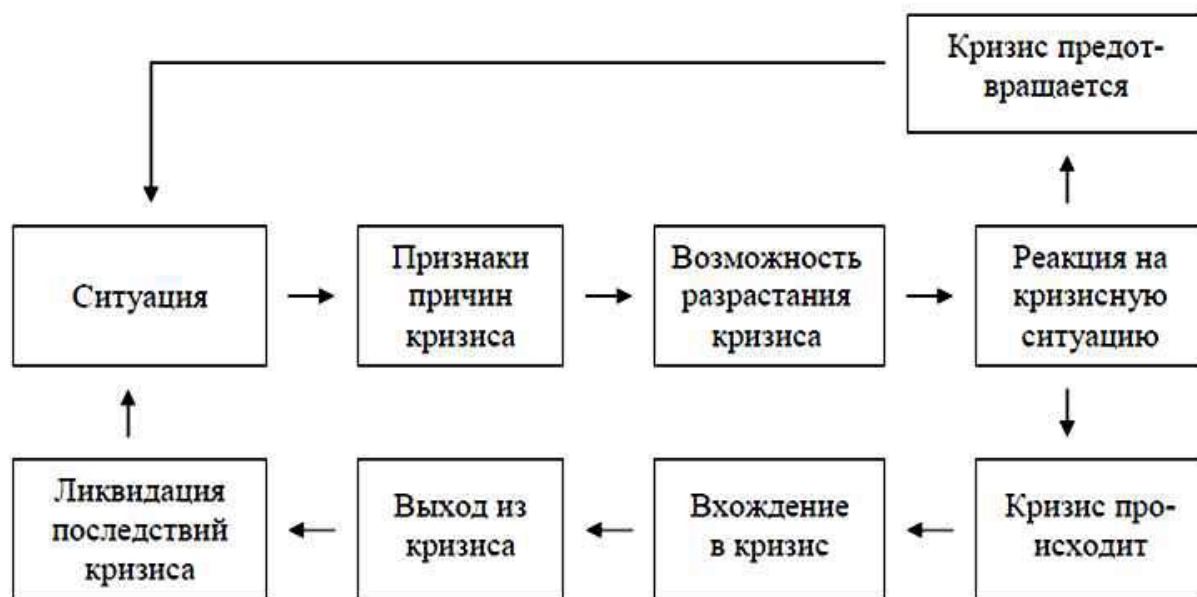 Кризис предот-
вращается
Ситуация
Признаки
причин
кризиса
Возможность
разрастания
кризиса
Реакция на
кризисную
ситуацию
Ликвидация
последствий
кризиса
Выход из
кризиса
Вхождение
в кризис
Кризис про-
исходит